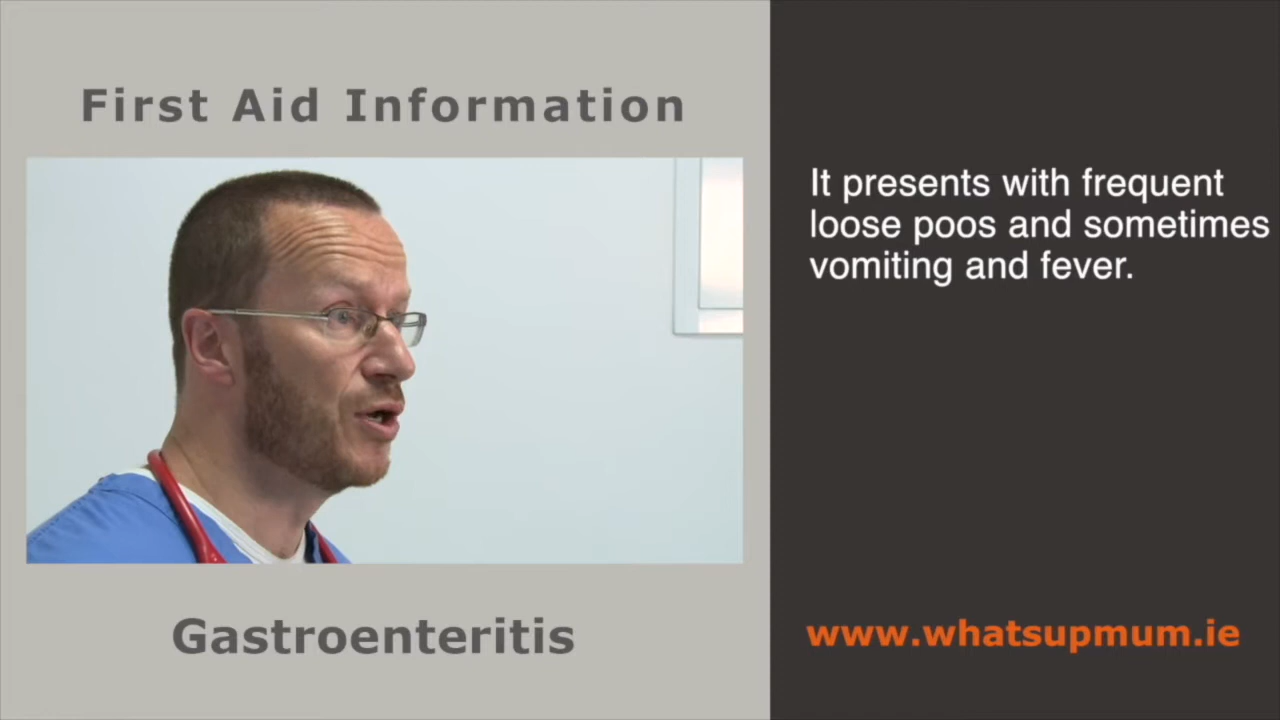 First Aid Information
It presents with frequent
loose poos and sometimes
vomiting and fever.
Gastroenteritis
www.whatsupmum.ie